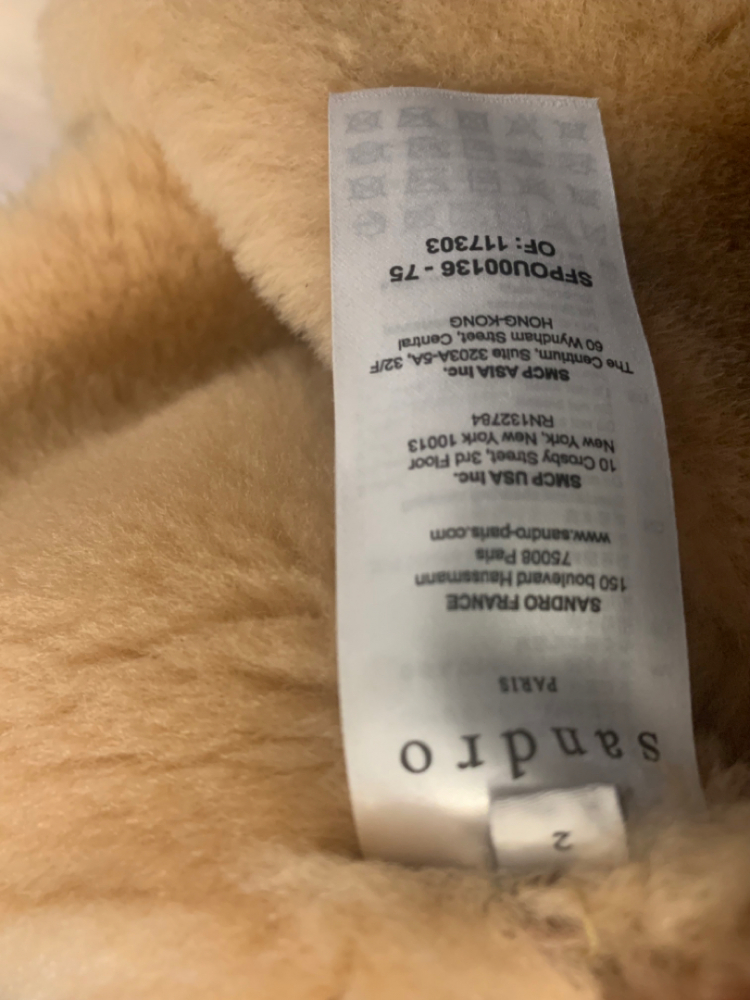 2
sandro
PARIS
SANDRO FRANCE
150 boulevard Haussmann
75008 Paris
www.sandro-paris.com
SMCP USA Inc.
10 Crosby Street, 3rd Floor
New York, New York 10013
RN132784
SMCP ASIA Inc.
The Centrium, Suite 3203A-5A, 32/F
60 Wyndham Street, Central
HONG-KONG
SFPOU00136 - 75
OF: 117303